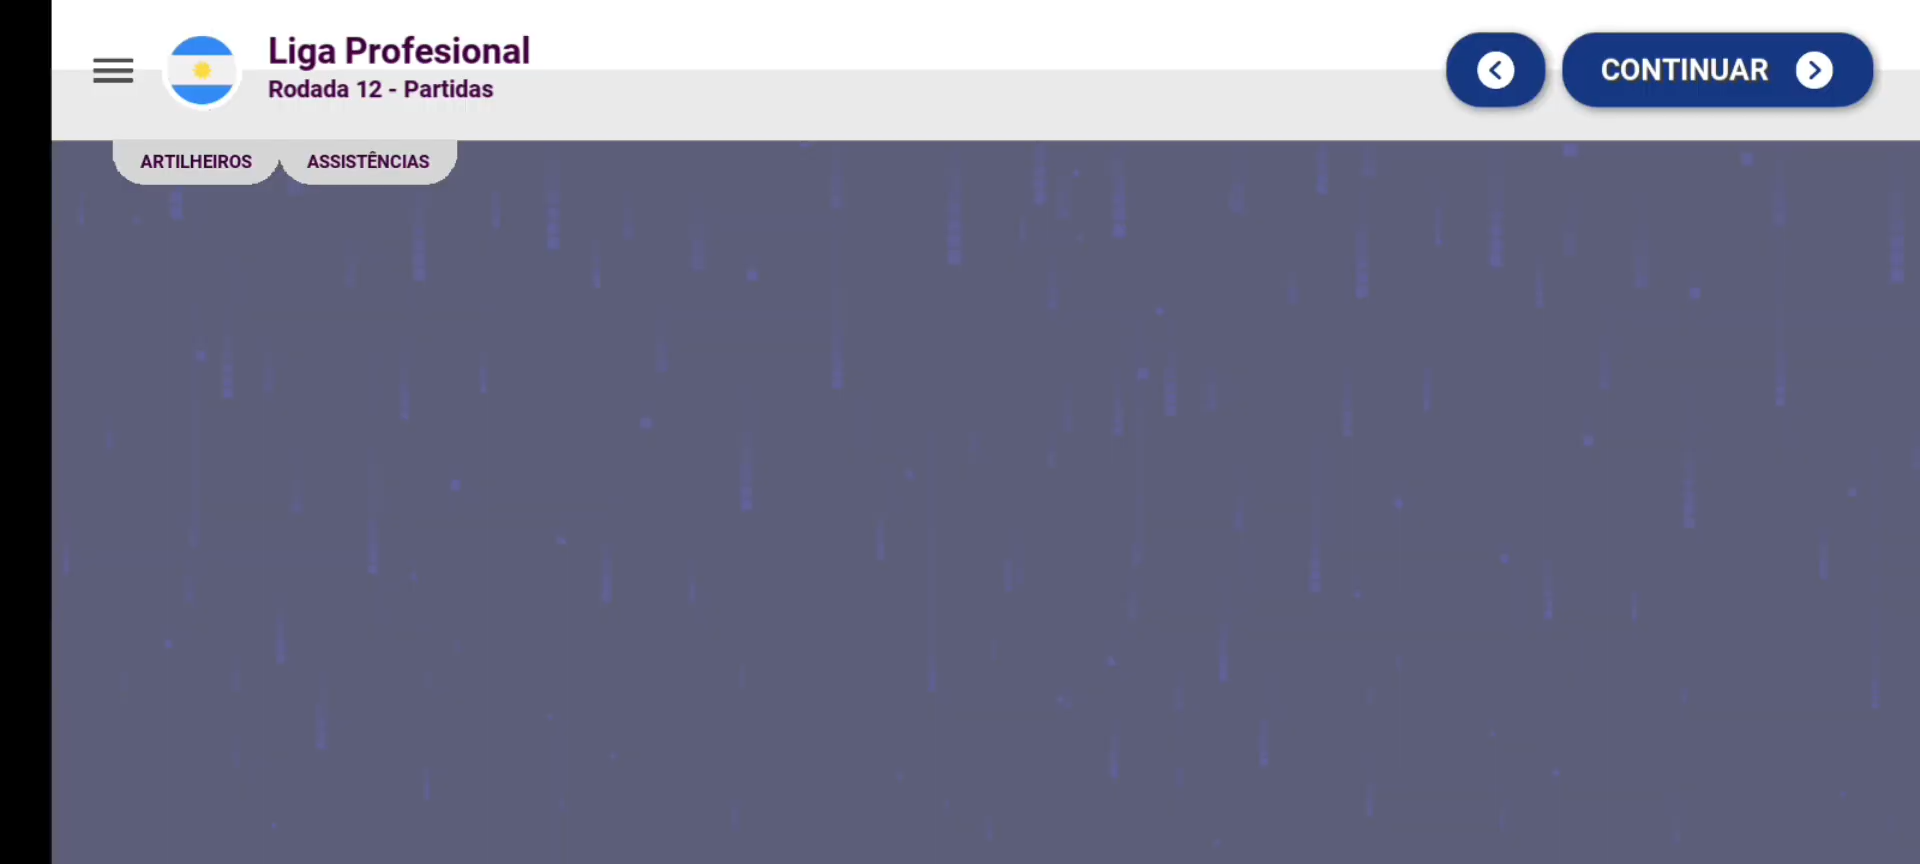 Liga Profesional
Rodada 12 - Partidas
CONTINUAR
ARTILHEIROS
ASSISTÊNCIAS